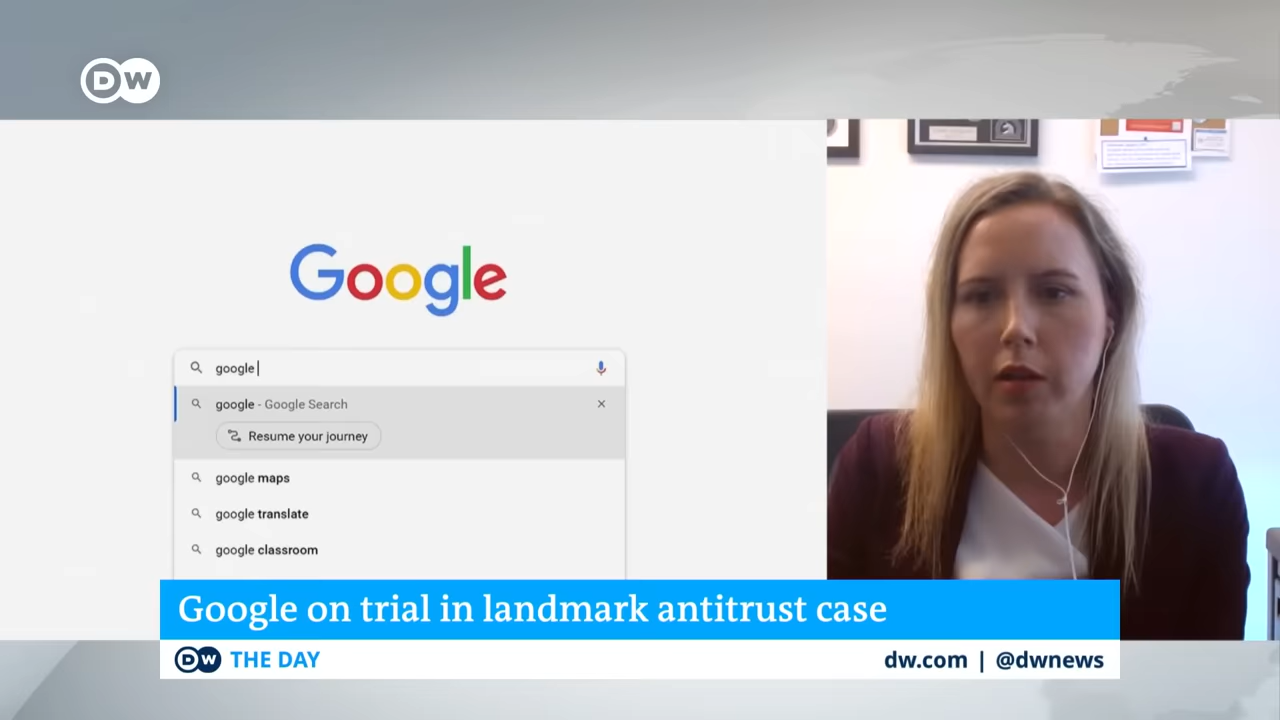 DW
Google
google
google - Google Search
Resume your journey
google maps
google translate
google classroom
Google on trial in landmark antitrust case
DW THE DAY
dw.com | @dwnews